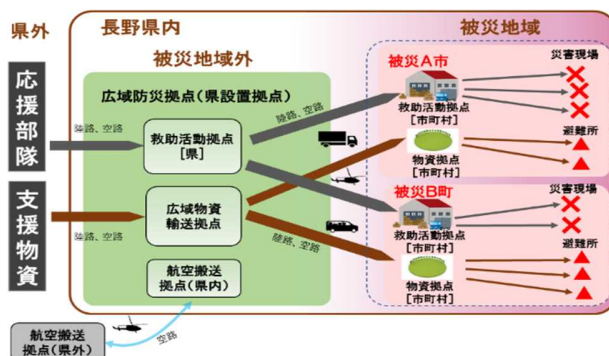 県外
長野県内
被災地域
被災地域外
応援部隊
支援物資
広域防災拠点(県設置拠点)
陸路、空路
救助活動拠点
[県]
陸路、空路
広域物資
輸送拠点
陸路、空路
陸路、空路
航空搬送
拠点(県内)
航空搬送
拠点(県外)
空路
被災A市
救助活動拠点
[市町村]
物資拠点
[市町村]
災害現場
避難所
被災B町
救助活動拠点
[市町村]
物資拠点
[市町村]
災害現場
避難所